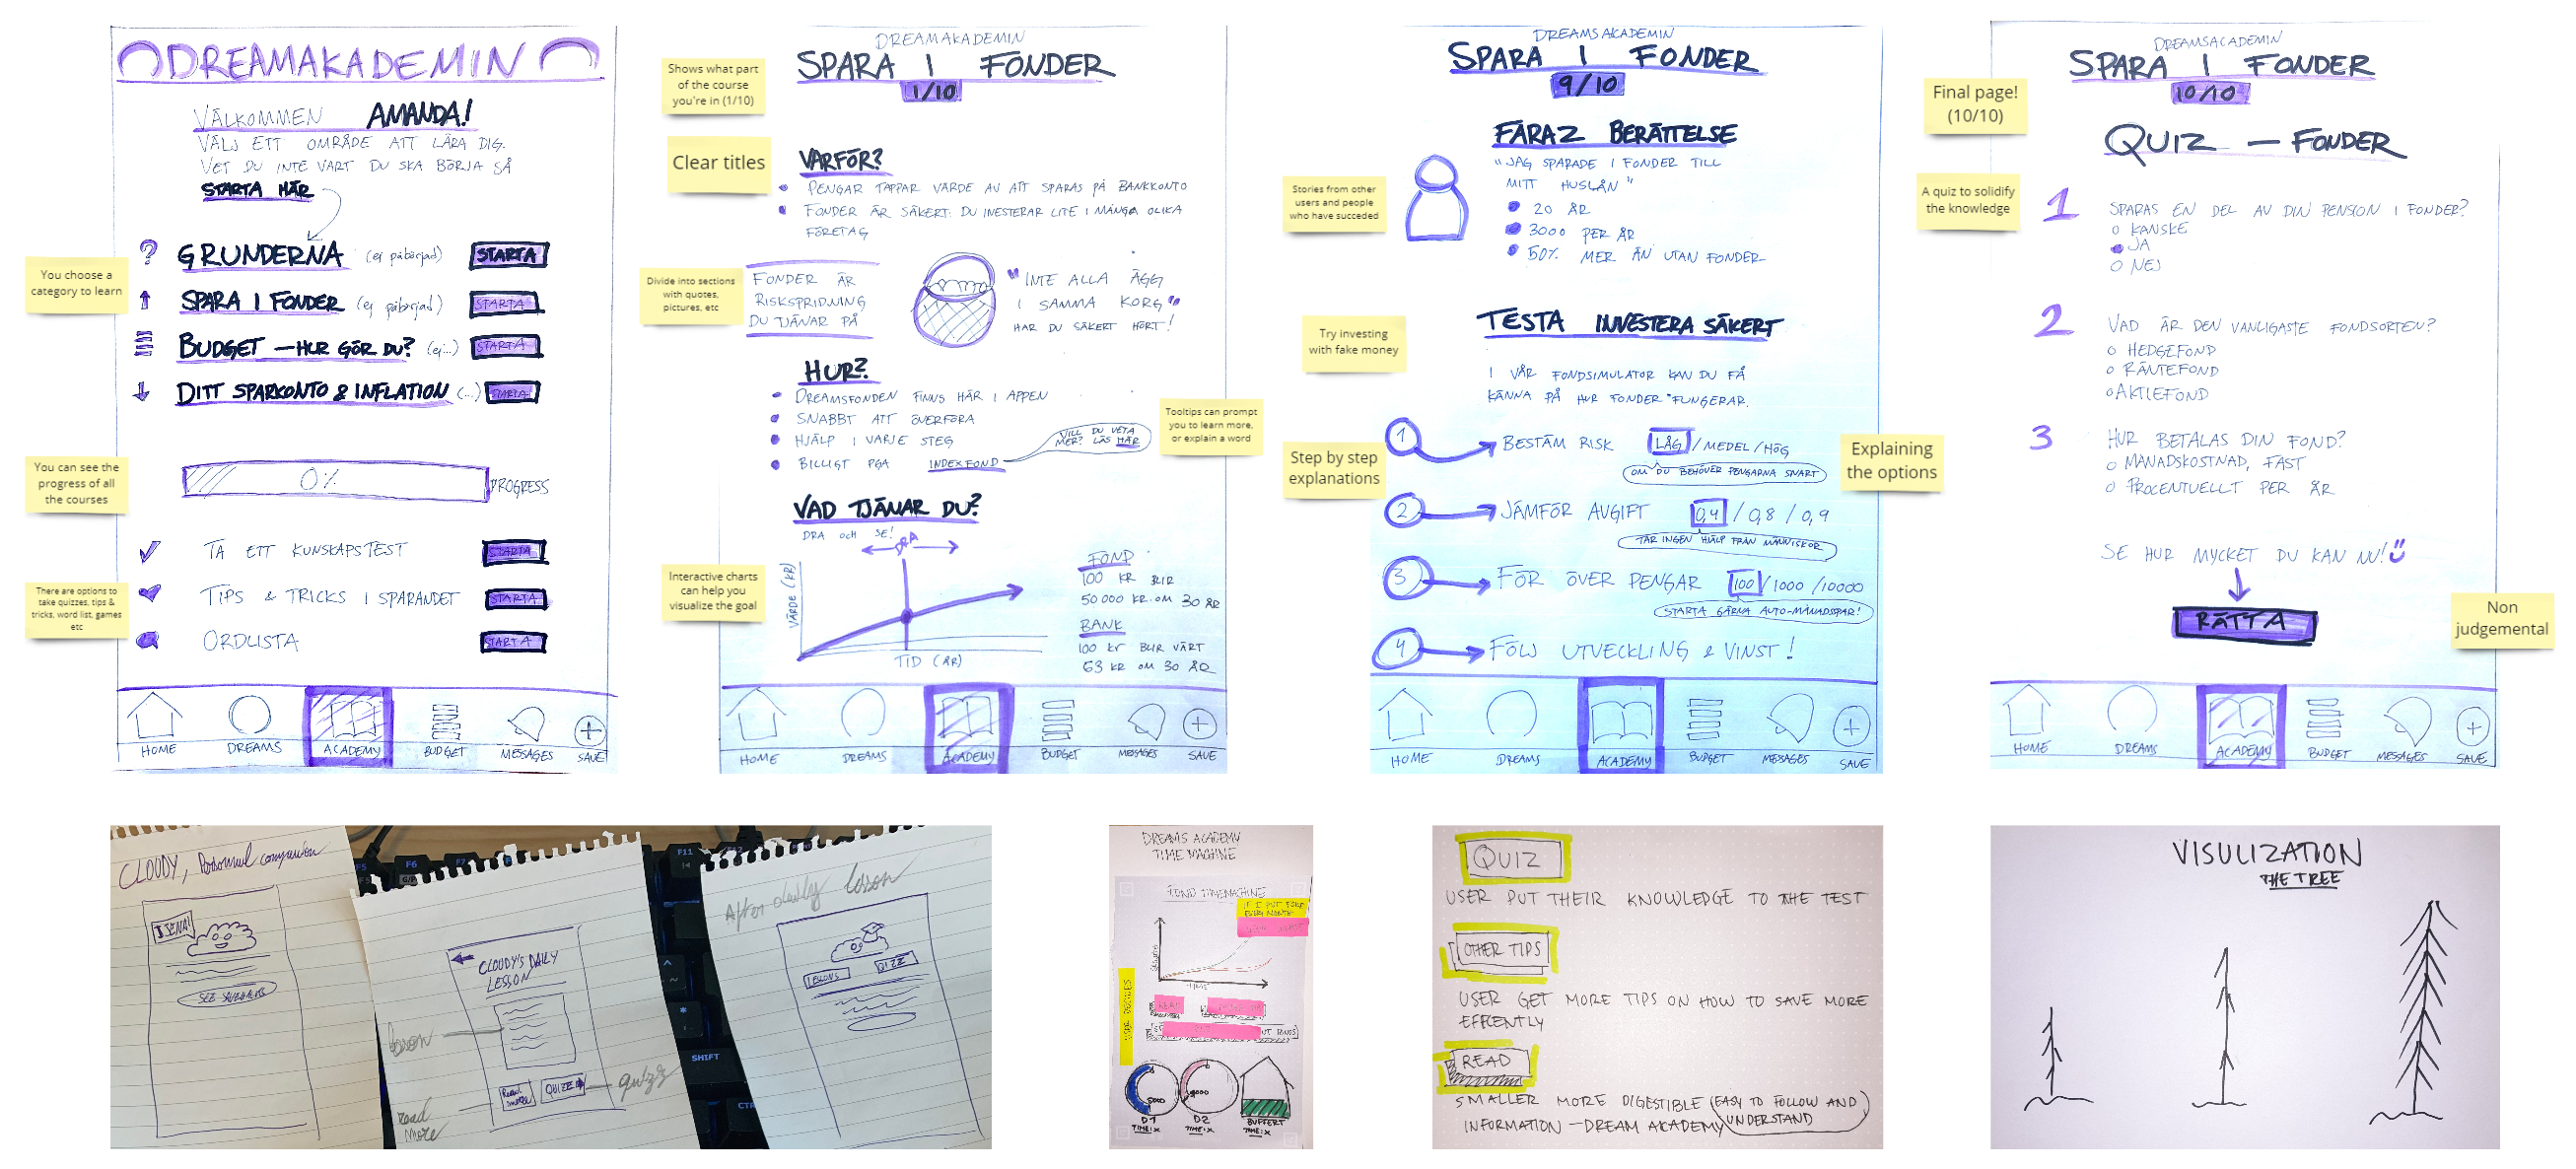 DREAMAKADEMIN
VÄLKOMMEN AMANDA!
VÄLJ ETT OMRÅDE ATT LÄRA DIG.
VET DU INTE VART DU SKA BÖRJA SÅ
STARTA HÄR
? GRUNDERNA (ej påbörjad) STARTA
SPARA I FONDER (ej påbörjad) STARTA
BUDGET - HUR GÖR DU? (ej...) STARTA
DITT SPARKONTO & INFLATION (...) STARTA
0% PROGRESS
TA ETT KUNSKAPSTEST STARTA
TIPS & TRICKS I SPARANDET STARTA
ORDLISTA STARTA
HOME DREAMS ACADEMY BUDGET MESSAGES SAVE
You choose a
category to learn
You can see the
progress of all
the courses
There are options to
take quizzes, tips &
tricks, word list, games
etc
DREAMAKADEMIN
SPARA I FONDER
1/10
VARFÖR?
PENGAR TAPPAR VÄRDE AV ATT SPARAS PÅ BANKKONTO
FONDER ÄR SÄKERT: DU INVESTERAR LITE I MÅNGA OLIKA
FÖRETAG
FONDER ÄR
RISKSPRIDNING
DU TJÄNAR PÅ
"INTE ALLA ÄGG
I SAMMA KORG"
HAR DU SÄKERT HÖRT!
HUR?
DREAMSFONDEN FINNS HÄR I APPEN
SNABBT ATT ÖVERFÖRA
HJÄLP I VARJE STEG
BILLIGT PGA INDEXFOND
VILL DU VETA
MER? LÄS HÄR
VAD TJÄNAR DU?
DRA OCH SE!
DRA
VÄRDE (KR)
TID (ÅR)
FOND
100 KR BLIR
50 000 KR OM 30 ÅR
BANK
100 kr BLIR VÄRT
63 KR OM 30 ÅR
HOME DREAMS ACADEMY BUDGET MESSAGES SAVE
Shows what part
of the course
you're in (1/10)
Clear titles
Divide into sections
with quotes,
pictures, etc
Tooltips can prompt
you to learn more,
or explain a word
Interactive charts
can help you
visualize the goal
DREAMSACADEMIN
SPARA I FONDER
9/10
FARAZ BERÄTTELSE
"JAG SPARADE I FONDER TILL
MITT HUSLÅN"
20 ÅR
3000 PER ÅR
50% MER ÄN UTAN FONDER
TESTA INVESTERA SÄKERT
I VÅR FONDSIMULATOR KAN DU FÅ
KÄNNA PÅ HUR FONDER FUNGERAR.
1 BESTÄM RISK LÅG / MEDEL / HÖG
OM DU BEHÖVER PENGARNA SNART
2 JÄMFÖR AVGIFT 0,4 / 0,8 / 0,9
TAR INGEN HJÄLP FRÅN MÄNNISKOR
3 FÖR ÖVER PENGAR 100 / 1000 / 10000
STARTA GÄRNA AUTO-MÅNADSSPAR!
4 FÖLJ UTVECKLING & VINST!
HOME DREAMS ACADEMY BUDGET MESSAGES SAVE
Stories from other
users and people
who have succeded
Try investing
with fake money
Step by step
explanations
Explaining
the options
DREAMSACADEMIN
SPARA I FONDER
10/10
QUIZ - FONDER
1 SPARAS EN DEL AV DIN PENSION I FONDER?
KANSKE
JA
NEJ
2 VAD ÄR DEN VANLIGASTE FONDSORTEN?
HEDGEFOND
RÄNTEFOND
AKTIEFOND
3 HUR BETALAS DIN FOND?
MÅNADSKOSTNAD, FAST
PROCENTUELLT PER ÅR
SE HUR MYCKET DU KAN NU!
RÄTTA
HOME DREAMS ACADEMY BUDGET MESSAGES SAVE
Final page!
(10/10)
A quiz to solidify
the knowledge
Non
judgemental
CLOUDY, Personnal companion
CLOUDY'S DAILY
LESSON
lesson
Read
more
QUIZZ
quizz
read
more
After daily lesson
LESSONS QUIZZ
F6
F11
SHIFT
DREAMS ACADEMY
TIME MACHINE
FOND TIMEMACHINE
USER DECIDES
5000
D1
TIME: X
D2
TIME: X
BUFFERT
TIME: X
QUIZ
USER PUT THEIR KNOWLEDGE TO THE TEST
OTHER TIPS
USER GET MORE TIPS ON HOW TO SAVE MORE
EFFCENTLY
READ
SMALLER MORE DIGESTIBLE (EASY TO FOLLOW AND
UNDERSTAND
INFORMATION - DREAM ACADEMY
VISULIZATION
THE TREE